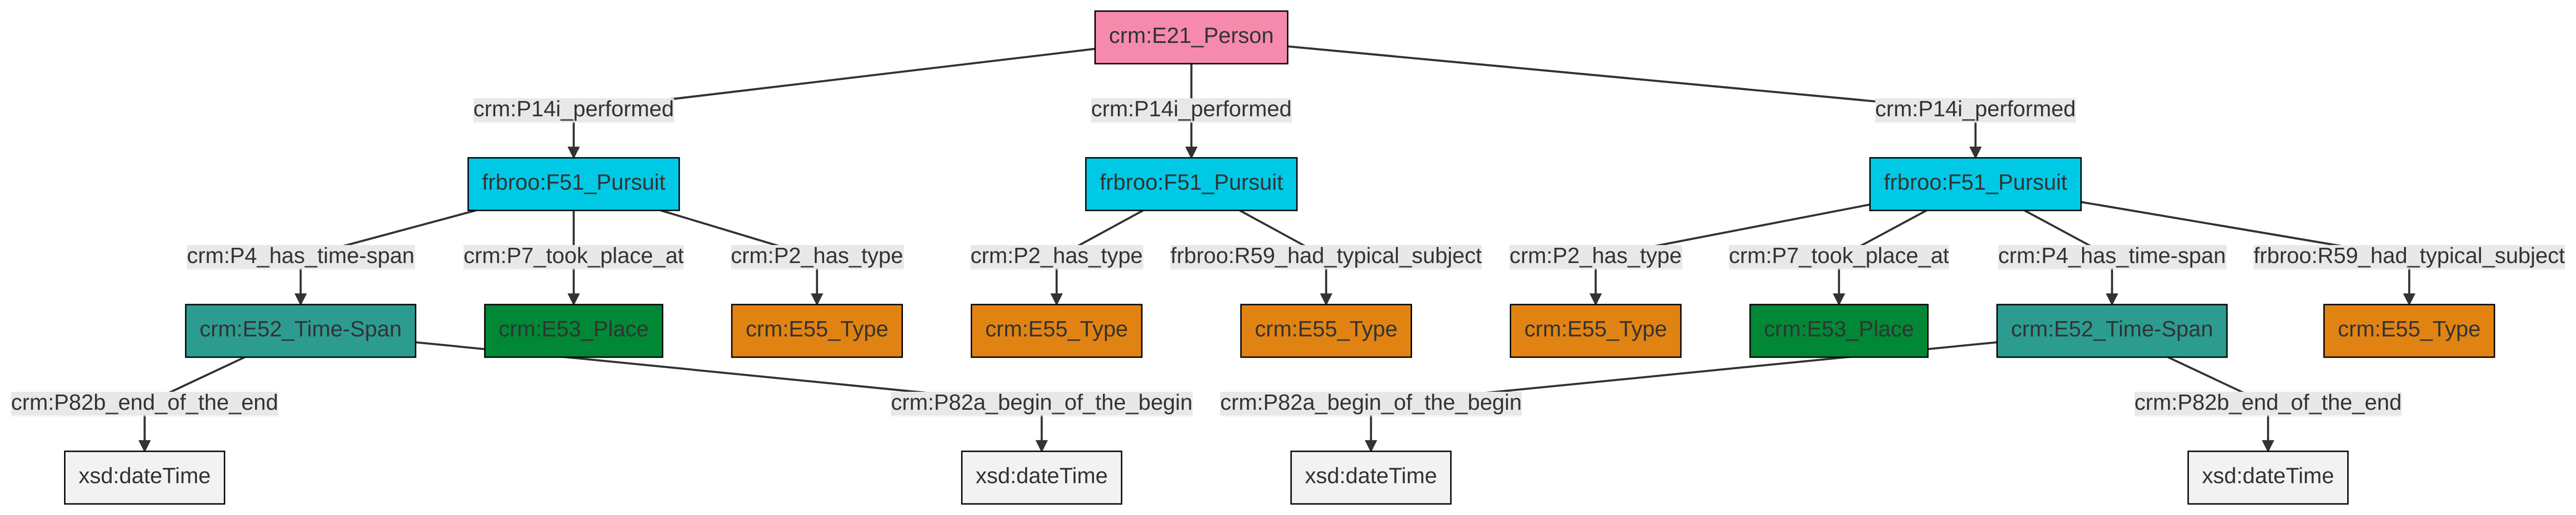 crm:E21_Person
crm:P14i_performed
crm:P14i_performed
crm:P14i_performed
frbroo:F51_Pursuit
frbroo:F51_Pursuit
frbroo:F51_Pursuit
crm:P4_has_time-span
crm:P7_took_place_at
crm:P2_has_type
crm:P2_has_type
frbroo:R59_had_typical_subject
crm:P2_has_type
crm:P7_took_place_at
crm:P4_has_time-span
frbroo:R59_had_typical_subject
crm:E52_Time-Span
crm:E53_Place
crm:E55_Type
crm:E55_Type
crm:E55_Type
crm:E55_Type
crm:E53_Place
crm:E52_Time-Span
crm:E55_Type
crm:P82b_end_of_the_end
crm:P82a_begin_of_the_begin
crm:P82a_begin_of_the_begin
crm:P82b_end_of_the_end
xsd:dateTime
xsd:dateTime
xsd:dateTime
xsd:dateTime